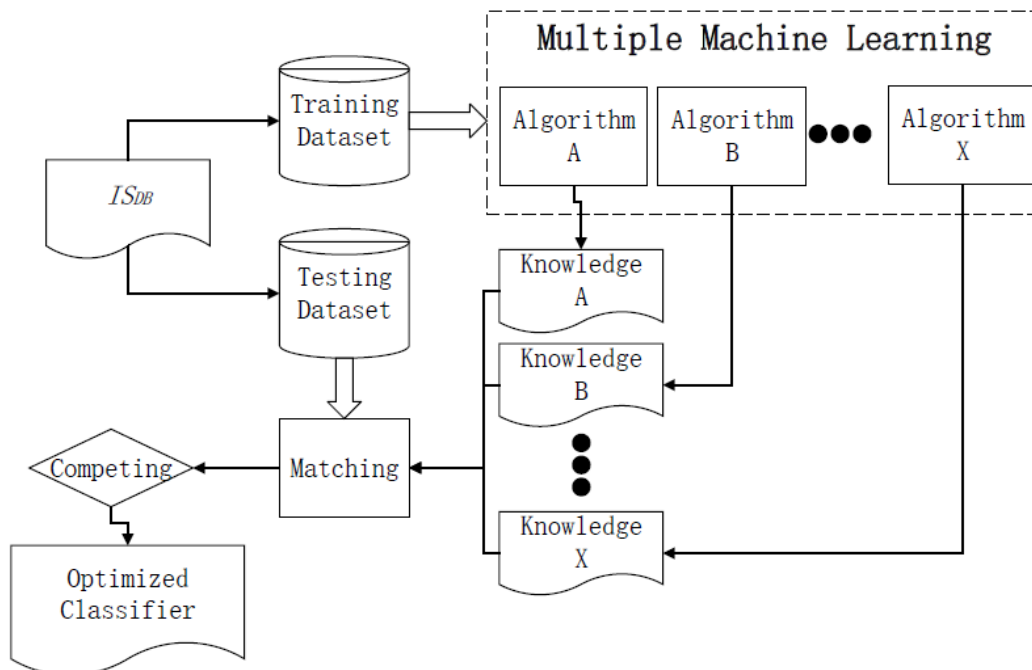 Multiple Machine Learning
Training
Dataset
Algorithm
A
Algorithm
B
Algorithm
X
ISDB
Testing
Dataset
Knowledge
A
Knowledge
B
Competing
Matching
Knowledge
X
Optimized
Classifier